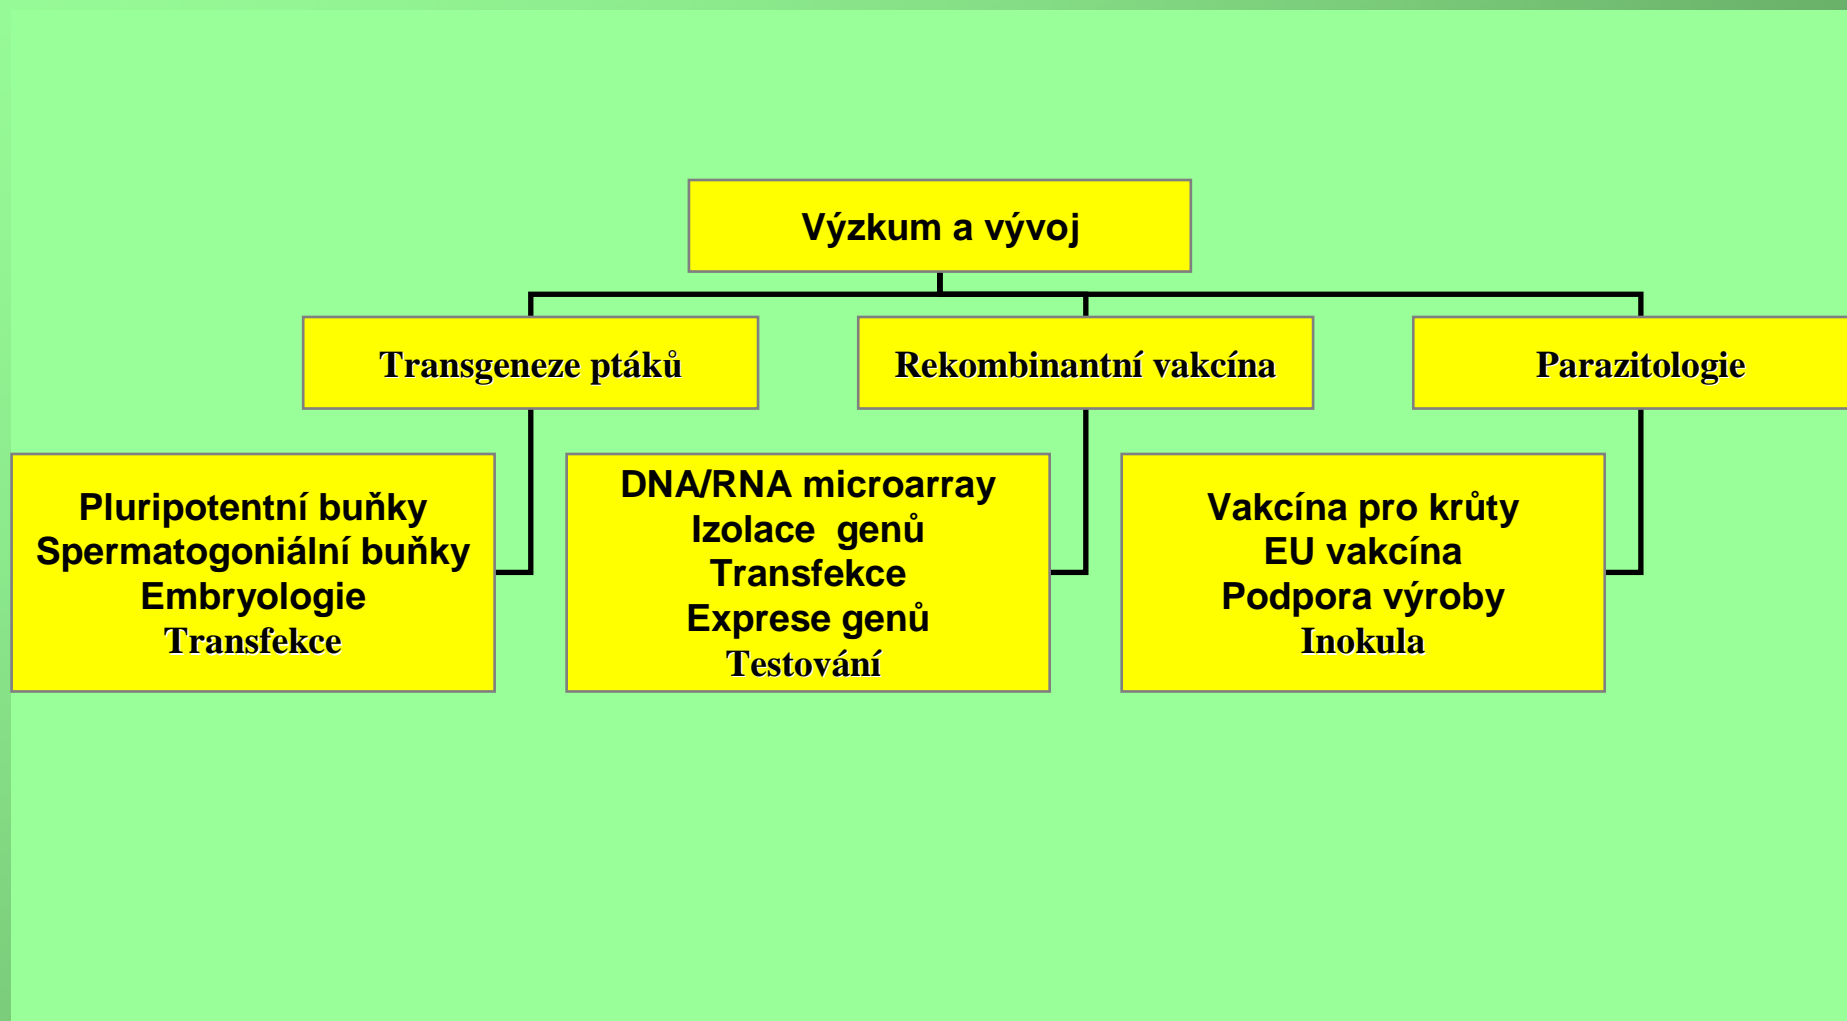 Výzkum a vývoj
Transgeneze ptáků
Rekombinantní vakcína
Parazitologie
Pluripotentní buňky
Spermatogoniální buňky
Embryologie
Transfekce
DNA/RNA microarray
Izolace  genů
Transfekce
Exprese genů
Testování
Vakcína pro krůty
EU vakcína
Podpora výroby
Inokula